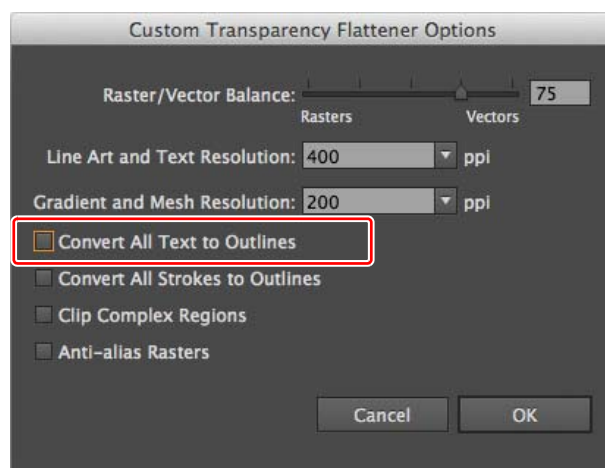 Custom Transparency Flattener Options
Raster/Vector Balance: 75
Rasters Vectors
Line Art and Text Resolution: 400 ppi
Gradient and Mesh Resolution: 200 ppi
Convert All Text to Outlines
Convert All Strokes to Outlines
Clip Complex Regions
Anti-alias Rasters
Cancel OK